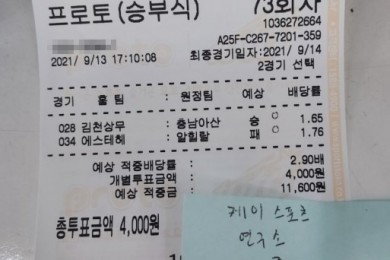 프로토(승부식) 73회차
1036272664
A25F-C267-7201-359
2021/ 9/13 17:10:08 최종경기일자:2021/ 9/14
2경기 선택
경기 홈 팀 : 원정팀 예상 배당률
028 김천상무 : 충남아산 승 1.65
034 에스테헤 : 알힐랄 패 1.76
예상 적중배당률 : 2.90배
개별투표금액 : 4,000원
예상 적중금 : 11,600원
총투표금액 4,000원
케이 스포츠
연구소